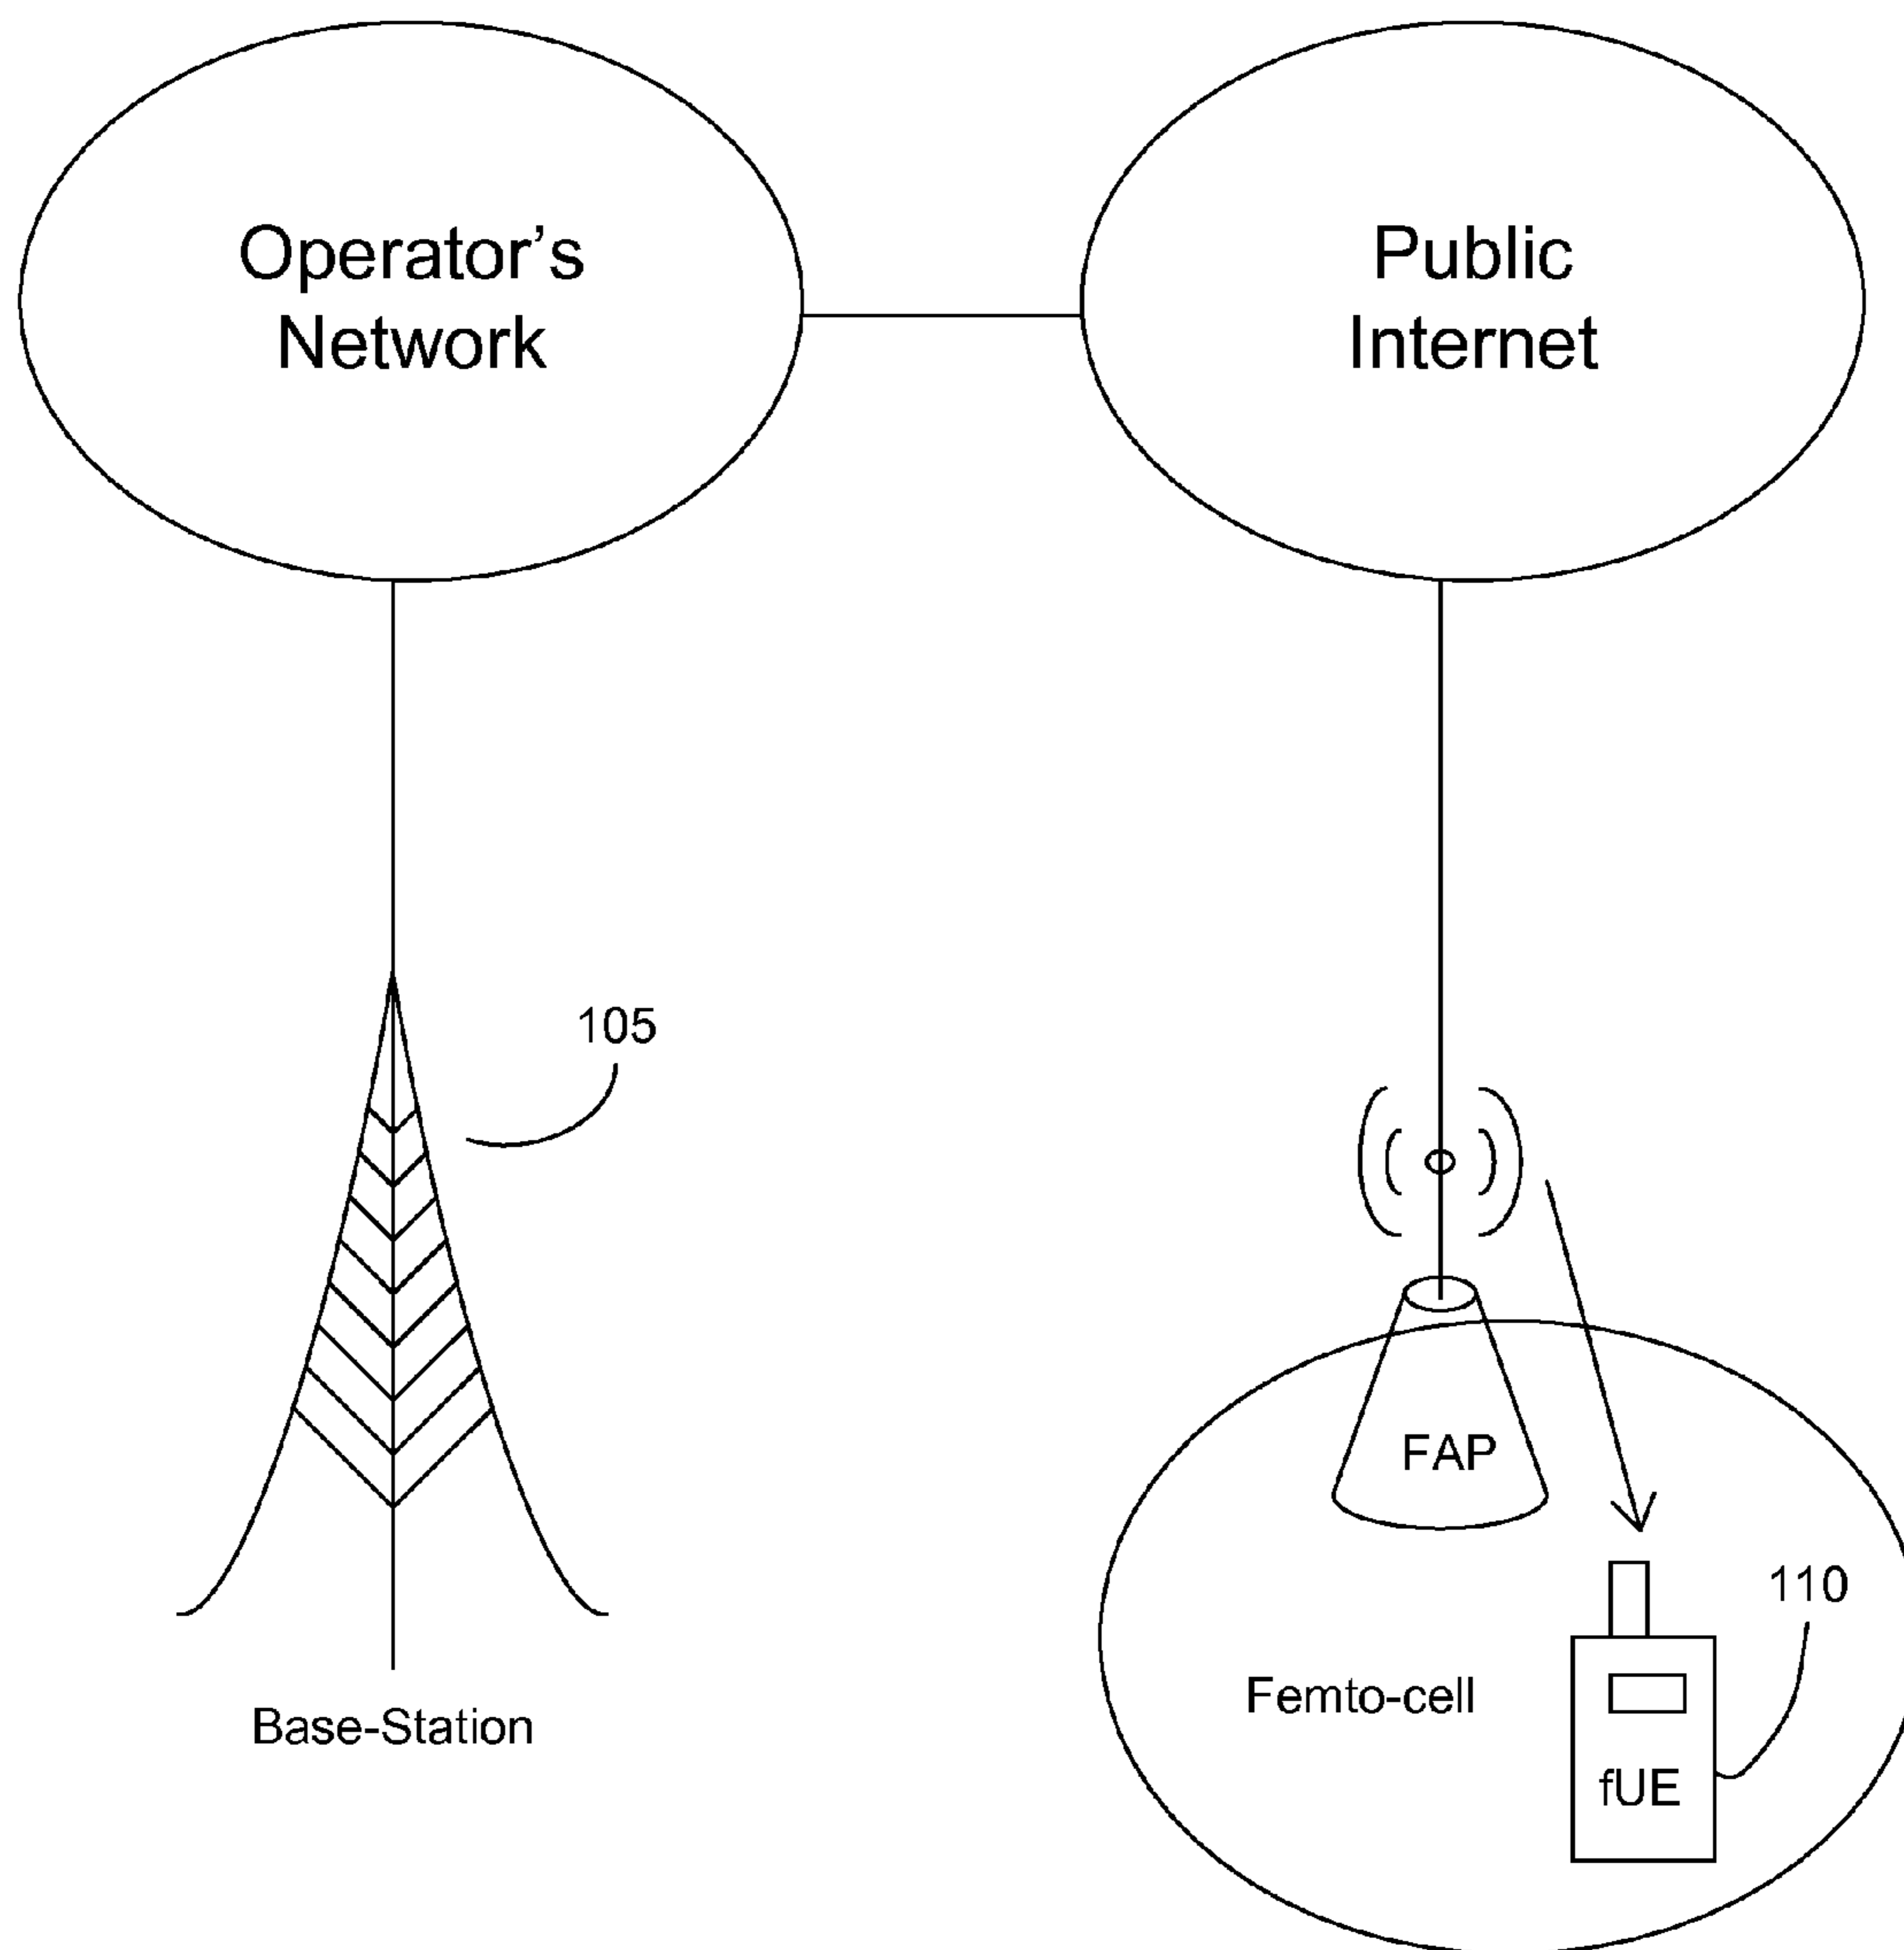 Operator's
Network
Public
Internet
105
FAP
110
Femto-cell
Base-Station
fUE